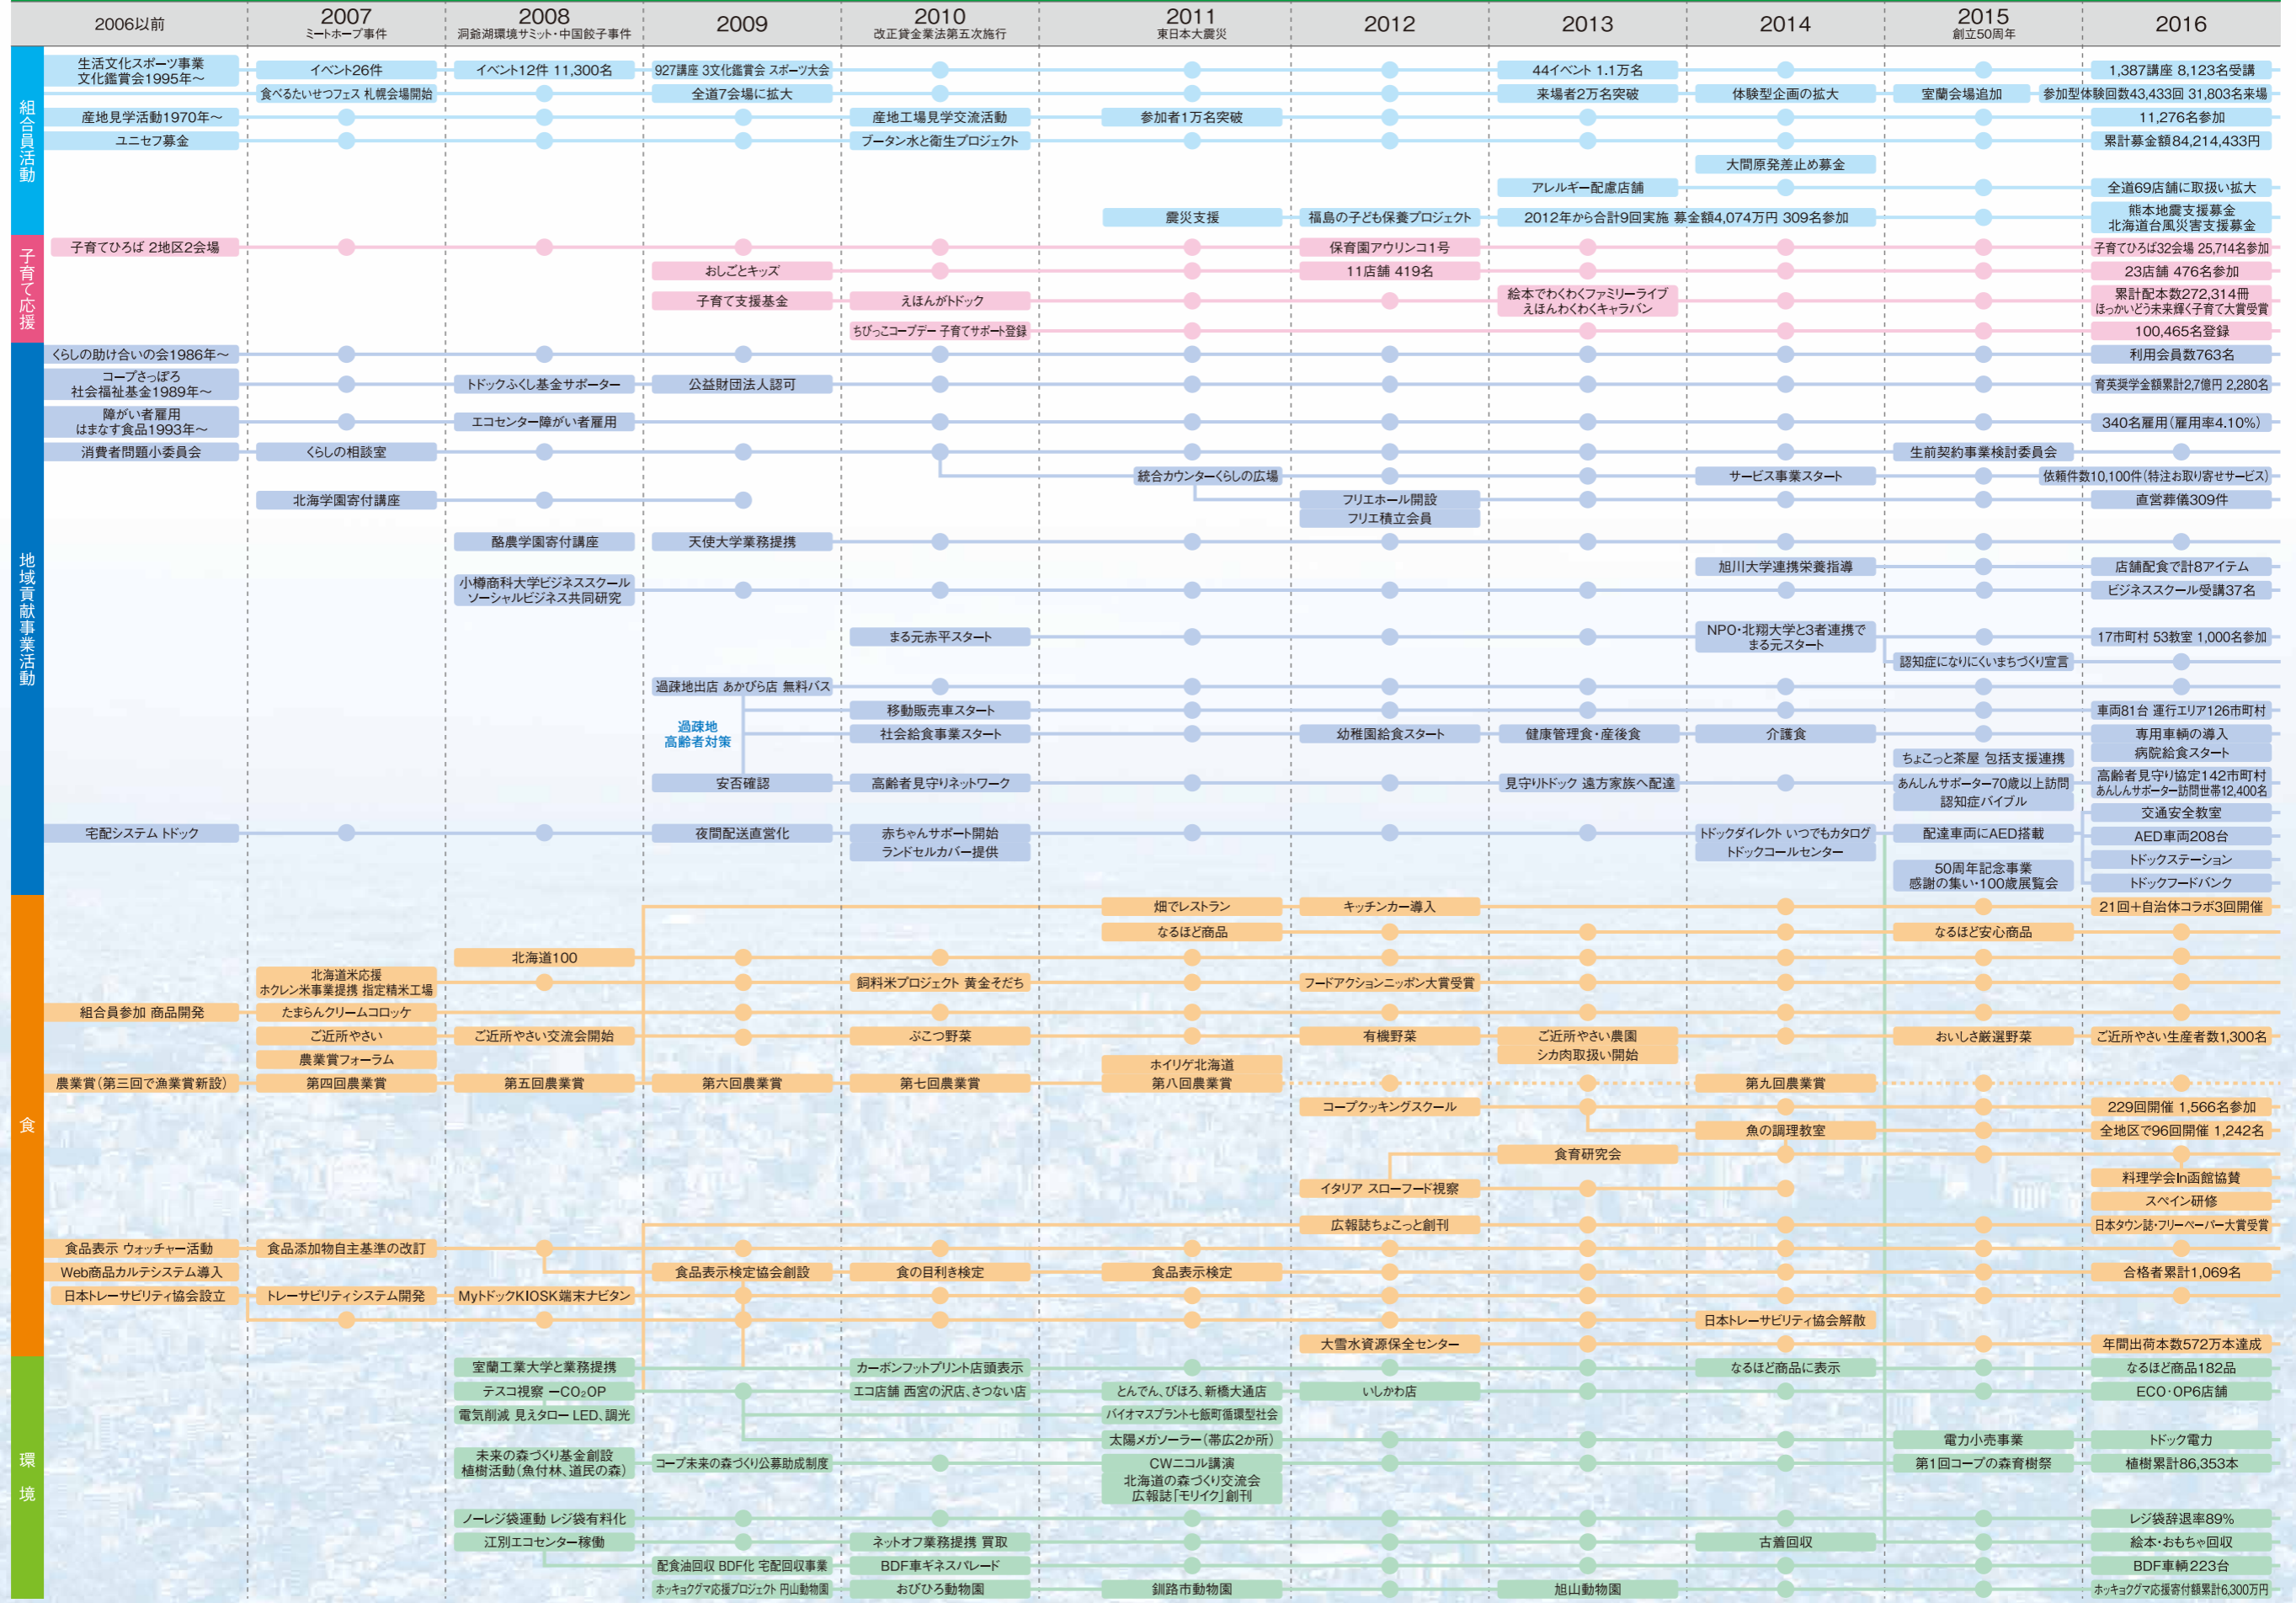 2006以前
2007
ミートホープ事件
2008
洞爺湖環境サミット・中国餃子事件
2009
2010
改正貸金業法第五次施行
2011
東日本大震災
2012
2013
2014
2015
創立50周年
2016
組合員活動
生活文化スポーツ事業
文化鑑賞会1995年～
イベント26件
イベント12件 11,300名
927講座 3文化鑑賞会 スポーツ大会
44イベント 1.1万名
1,387講座 8,123名受講
食べるたいせつフェス 札幌会場開始
全道7会場に拡大
来場者2万名突破
体験型企画の拡大
室蘭会場追加
参加型体験回数43,433回 31,803名来場
産地見学活動1970年～
産地工場見学交流活動
参加者1万名突破
11,276名参加
ユニセフ募金
ブータン水と衛生プロジェクト
累計募金額84,214,433円
大間原発差止め募金
アレルギー配慮店舗
全道69店舗に取扱い拡大
震災支援
福島の子ども保養プロジェクト
2012年から合計9回実施 募金額4,074万円 309名参加
熊本地震支援募金
北海道台風災害支援募金
子育て応援
子育てひろば 2地区2会場
保育園アウリンコ1号
子育てひろば32会場 25,714名参加
おしごとキッズ
11店舗 419名
23店舗 476名参加
子育て支援基金
えほんがトドック
絵本でわくわくファミリーライブ
えほんわくわくキャラバン
累計配本数272,314冊
ほっかいどう未来輝く子育て大賞受賞
ちびっこコープデー 子育てサポート登録
100,465名登録
地域貢献事業活動
くらしの助け合いの会1986年～
利用会員数763名
コープさっぽろ
社会福祉基金1989年～
トドックふくし基金サポーター
公益財団法人認可
育英奨学金額累計2,7億円 2,280名
障がい者雇用
はまなす食品1993年～
エコセンター障がい者雇用
340名雇用(雇用率4.10%)
消費者問題小委員会
くらしの相談室
生前契約事業検討委員会
統合カウンターくらしの広場
サービス事業スタート
依頼件数10,100件(特注お取り寄せサービス)
北海学園寄付講座
フリエホール開設
フリエ積立会員
直営葬儀309件
酪農学園寄付講座
天使大学業務提携
旭川大学連携栄養指導
店舗配食で計8アイテム
小樽商科大学ビジネススクール
ソーシャルビジネス共同研究
ビジネススクール受講37名
まる元赤平スタート
NPO・北翔大学と3者連携で
まる元スタート
17市町村 53教室 1,000名参加
認知症になりにくいまちづくり宣言
過疎地出店 あかびら店 無料バス
過疎地
高齢者対策
移動販売車スタート
車両81台 運行エリア126市町村
社会給食事業スタート
幼稚園給食スタート
健康管理食・産後食
介護食
専用車輌の導入
病院給食スタート
ちょこっと茶屋 包括支援連携
安否確認
高齢者見守りネットワーク
見守りトドック 遠方家族へ配達
あんしんサポーター70歳以上訪問
認知症バイブル
高齢者見守り協定142市町村
あんしんサポーター訪問世帯12,400名
交通安全教室
宅配システム トドック
夜間配送直営化
赤ちゃんサポート開始
ランドセルカバー提供
トドックダイレクト いつでもカタログ
トドックコールセンター
配達車両にAED搭載
AED車両208台
トドックステーション
50周年記念事業
感謝の集い・100歳展覧会
トドックフードバンク
食
畑でレストラン
キッチンカー導入
21回＋自治体コラボ3回開催
なるほど商品
なるほど安心商品
北海道100
北海道米応援
ホクレン米事業提携 指定精米工場
飼料米プロジェクト 黄金そだち
フードアクションニッポン大賞受賞
組合員参加 商品開発
たまらんクリームコロッケ
ご近所やさい
ご近所やさい交流会開始
ぶこつ野菜
有機野菜
ご近所やさい農園
シカ肉取扱い開始
おいしさ厳選野菜
ご近所やさい生産者数1,300名
農業賞フォーラム
ホイリゲ北海道
農業賞(第三回で漁業賞新設)
第四回農業賞
第五回農業賞
第六回農業賞
第七回農業賞
第八回農業賞
第九回農業賞
コープクッキングスクール
229回開催 1,566名参加
魚の調理教室
全地区で96回開催 1,242名
食育研究会
料理学会In函館協賛
イタリア スローフード視察
スペイン研修
広報誌ちょこっと創刊
日本タウン誌・フリーペーパー大賞受賞
食品表示 ウォッチャー活動
食品添加物自主基準の改訂
Web商品カルテシステム導入
食品表示検定協会創設
食の目利き検定
食品表示検定
合格者累計1,069名
日本トレーサビリティ協会設立
トレーサビリティシステム開発
MyトドックKIOSK端末ナビタン
日本トレーサビリティ協会解散
大雪水資源保全センター
年間出荷本数572万本達成
環境
室蘭工業大学と業務提携
カーボンフットプリント店頭表示
なるほど商品に表示
なるほど商品182品
テスコ視察 ーCO₂OP
エコ店舗 西宮の沢店、さつない店
とんでん、びほろ、新橋大通店
いしかわ店
ECO・OP6店舗
電気削減 見えタロー LED、調光
バイオマスプラント七飯町循環型社会
太陽メガソーラー(帯広2か所)
電力小売事業
トドック電力
未来の森づくり基金創設
植樹活動(魚付林、道民の森)
コープ未来の森づくり公募助成制度
CWニコル講演
北海道の森づくり交流会
広報誌「モリイク」創刊
第1回コープの森育樹祭
植樹累計86,353本
ノーレジ袋運動 レジ袋有料化
レジ袋辞退率89%
江別エコセンター稼働
ネットオフ業務提携 買取
古着回収
絵本・おもちゃ回収
配食油回収 BDF化 宅配回収事業
BDF車ギネスパレード
BDF車輌223台
ホッキョクグマ応援プロジェクト 円山動物園
おびひろ動物園
釧路市動物園
旭山動物園
ホッキョクグマ応援寄付額累計6,300万円